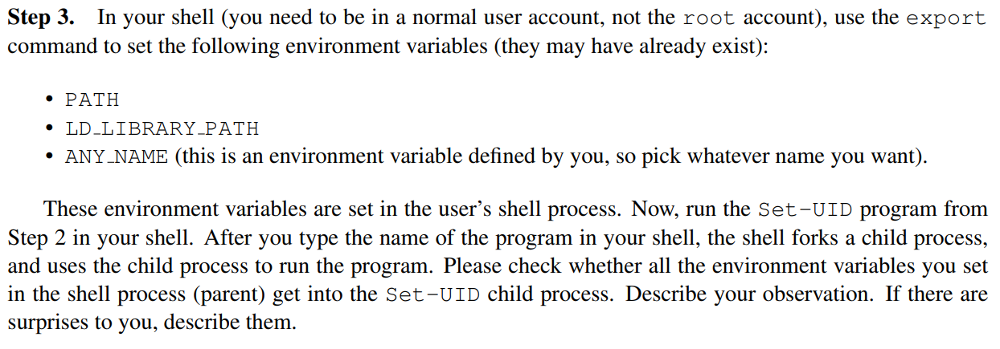 Step 3. In your shell (you need to be in a normal user account, not the root account), use the export
command to set the following environment variables (they may have already exist):
• PATH
• LD_LIBRARY_PATH
• ANY_NAME (this is an environment variable defined by you, so pick whatever name you want).
These environment variables are set in the user's shell process. Now, run the Set-UID program from
Step 2 in your shell. After you type the name of the program in your shell, the shell forks a child process,
and uses the child process to run the program. Please check whether all the environment variables you set
in the shell process (parent) get into the Set-UID child process. Describe your observation. If there are
surprises to you, describe them.